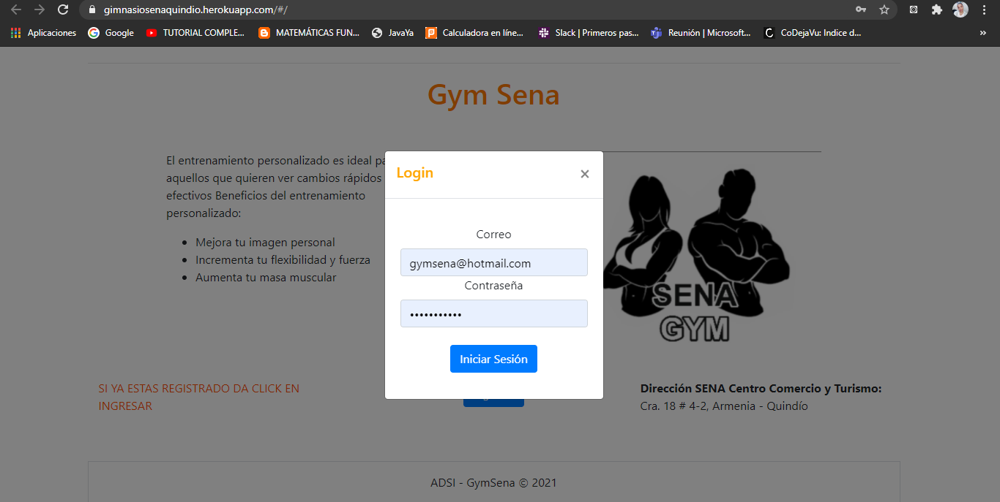 gimnasiosenaquindio.herokuapp.com/#/
Aplicaciones Google TUTORIAL COMPLE... MATEMÁTICAS FUN... JavaYa Calculadora en líne... Slack | Primeros pas... Reunión | Microsoft... CoDejaVu: Indice d... »
Gym Sena
El entrenamiento personalizado es ideal pa
aquellos que quieren ver cambios rápidos
efectivos Beneficios del entrenamiento
personalizado:
• Mejora tu imagen personal
• Incrementa tu flexibilidad y fuerza
• Aumenta tu masa muscular
Login ×
Correo
gymsena@hotmail.com
Contraseña
•••••••••••
Iniciar Sesión
SENA
GYM
SI YA ESTAS REGISTRADO DA CLICK EN
INGRESAR
Dirección SENA Centro Comercio y Turismo:
Cra. 18 # 4-2, Armenia - Quindío
ADSI - GymSena © 2021